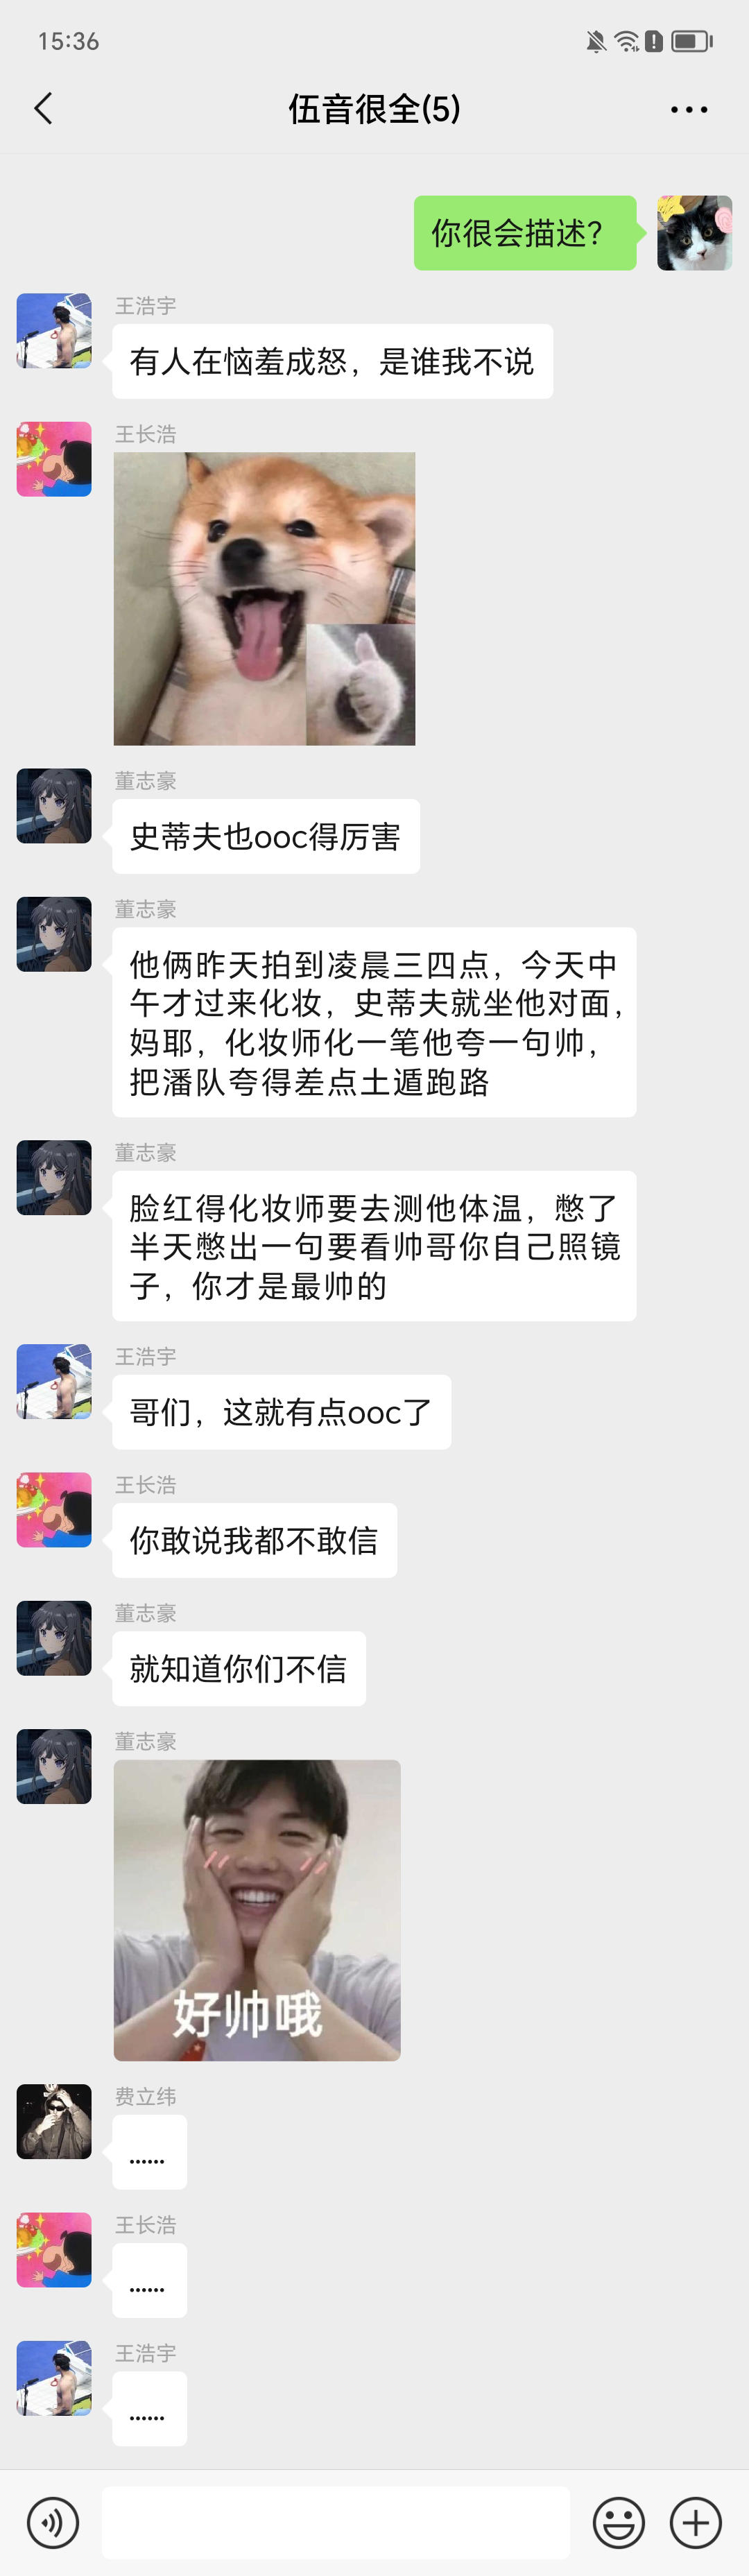 15:36
伍音很全(5)
你很会描述？
王浩宇
有人在恼羞成怒，是谁我不说
王长浩
董志豪
史蒂夫也ooc得厉害
董志豪
他俩昨天拍到凌晨三四点，今天中
午才过来化妆，史蒂夫就坐他对面，
妈耶，化妆师化一笔他夸一句帅，
把潘队夸得差点土遁跑路
董志豪
脸红得化妆师要去测他体温，憋了
半天憋出一句要看帅哥你自己照镜
子，你才是最帅的
王浩宇
哥们，这就有点ooc了
王长浩
你敢说我都不敢信
董志豪
就知道你们不信
董志豪
好帅哦
费立纬
......
王长浩
......
王浩宇
......